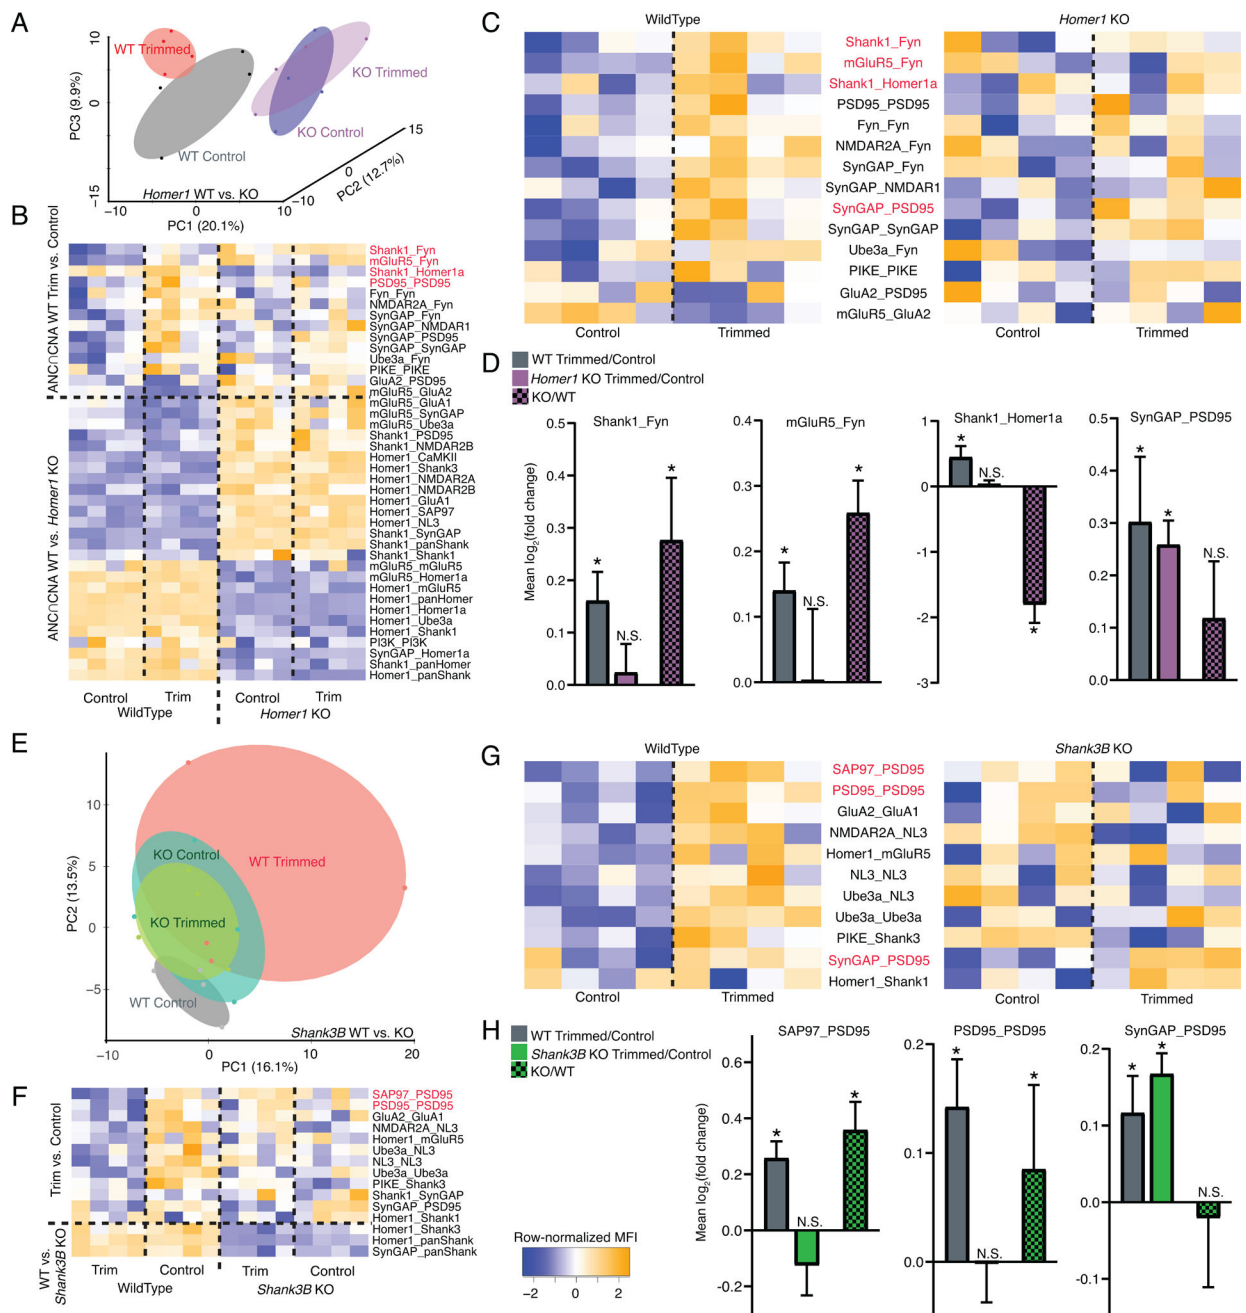 A
WT Trimmed
KO Trimmed
KO Control
WT Control
PC3 (9.9%)
10
0
−15
Homer1 WT vs. KO
−10
0
10
PC1 (20.1%)
−10
0
15
PC2 (12.7%)
B
ANC∩CNA WT Trim vs. Control
ANC∩CNA WT vs. Homer1 KO
Shank1_Fyn
mGluR5_Fyn
Shank1_Homer1a
PSD95_PSD95
Fyn_Fyn
NMDAR2A_Fyn
SynGAP_Fyn
SynGAP_NMDAR1
SynGAP_PSD95
SynGAP_SynGAP
Ube3a_Fyn
PIKE_PIKE
GluA2_PSD95
mGluR5_GluA2
mGluR5_GluA1
mGluR5_SynGAP
mGluR5_Ube3a
Shank1_PSD95
Shank1_NMDAR2B
Homer1_CaMKII
Homer1_Shank3
Homer1_NMDAR2A
Homer1_NMDAR2B
Homer1_GluA1
Homer1_SAP97
Homer1_NL3
Shank1_SynGAP
Shank1_panShank
Shank1_Shank1
mGluR5_mGluR5
mGluR5_Homer1a
Homer1_mGluR5
Homer1_panHomer
Homer1_Homer1a
Homer1_Ube3a
Homer1_Shank1
PI3K_PI3K
SynGAP_Homer1a
Shank1_panHomer
Homer1_panShank
Control Trim Control Trim
WildType Homer1 KO
C
WildType Homer1 KO
Shank1_Fyn
mGluR5_Fyn
Shank1_Homer1a
PSD95_PSD95
Fyn_Fyn
NMDAR2A_Fyn
SynGAP_Fyn
SynGAP_NMDAR1
SynGAP_PSD95
SynGAP_SynGAP
Ube3a_Fyn
PIKE_PIKE
GluA2_PSD95
mGluR5_GluA2
Control Trimmed Control Trimmed
D
WT Trimmed/Control
Homer1 KO Trimmed/Control
KO/WT
Mean log2(fold change)
Shank1_Fyn
0.5
0.4
0.3
0.2
0.1
0.0
* N.S. *
mGluR5_Fyn
0.4
0.3
0.2
0.1
0.0
* N.S. *
Shank1_Homer1a
1
0
−1
−2
-3
* N.S. *
SynGAP_PSD95
0.5
0.4
0.3
0.2
0.1
0.0
* * N.S.
E
WT Trimmed
KO Control
KO Trimmed
WT Control
PC2 (13.5%)
10
5
0
−5
Shank3B WT vs. KO
−10
0
10
20
PC1 (16.1%)
F
Trim vs. Control
WT vs.
Shank3B KO
SAP97_PSD95
PSD95_PSD95
GluA2_GluA1
NMDAR2A_NL3
Homer1_mGluR5
Ube3a_NL3
NL3_NL3
Ube3a_Ube3a
PIKE_Shank3
Shank1_SynGAP
SynGAP_PSD95
Homer1_Shank1
Homer1_Shank3
Homer1_panShank
SynGAP_panShank
Trim Control Trim Control
WildType Shank3B KO
G
WildType Shank3B KO
SAP97_PSD95
PSD95_PSD95
GluA2_GluA1
NMDAR2A_NL3
Homer1_mGluR5
NL3_NL3
Ube3a_NL3
Ube3a_Ube3a
PIKE_Shank3
SynGAP_PSD95
Homer1_Shank1
Control Trimmed Control Trimmed
H
WT Trimmed/Control
Shank3B KO Trimmed/Control
KO/WT
Row-normalized MFI
−2 −1 0 1 2
Mean log2(fold change)
SAP97_PSD95
0.6
0.4
0.2
0.0
-0.2
* N.S. *
PSD95_PSD95
0.2
0.1
0.0
* N.S. *
SynGAP_PSD95
0.2
0.1
0.0
-0.1
* * N.S.